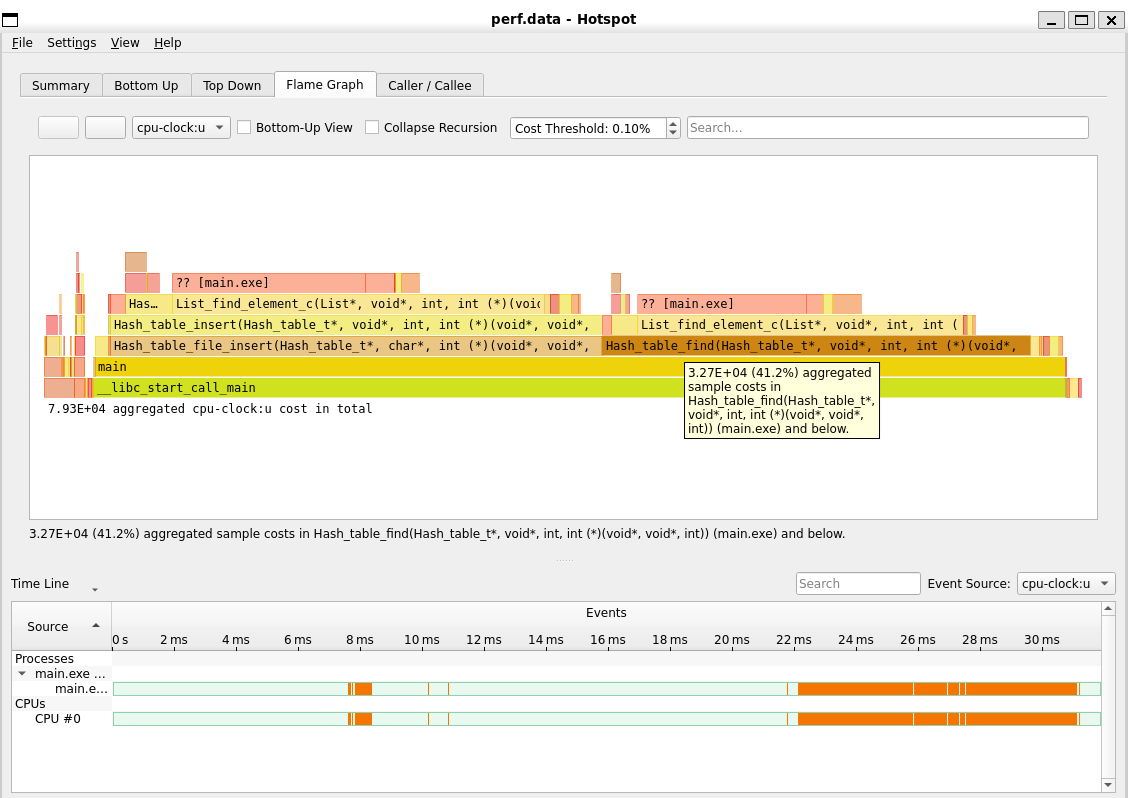 perf.data - Hotspot
File Settings View Help
Summary Bottom Up Top Down Flame Graph Caller / Callee
cpu-clock:u Bottom-Up View Collapse Recursion Cost Threshold: 0.10% Search...
?? [main.exe]
Has... List_find_element_c(List*, void*, int, int (*)(voic ?? [main.exe]
Hash_table_insert(Hash_table_t*, void*, int, int (*)(void*, void*, List_find_element_c(List*, void*, int, int (
Hash_table_file_insert(Hash_table_t*, char*, int (*)(void*, void*, Hash_table_find(Hash_table_t*, void*, int, int (*)(void*, void*,
main
__libc_start_call_main
7.93E+04 aggregated cpu-clock:u cost in total
3.27E+04 (41.2%) aggregated
sample costs in
Hash_table_find(Hash_table_t*,
void*, int, int (*)(void*, void*,
int)) (main.exe) and below.
3.27E+04 (41.2%) aggregated sample costs in Hash_table_find(Hash_table_t*, void*, int, int (*)(void*, void*, int)) (main.exe) and below.
Time Line Search Event Source: cpu-clock:u
Source Events
0 s 2 ms 4 ms 6 ms 8 ms 10 ms 12 ms 14 ms 16 ms 18 ms 20 ms 22 ms 24 ms 26 ms 28 ms 30 ms
Processes
main.exe ...
main.e...
CPUs
CPU #0